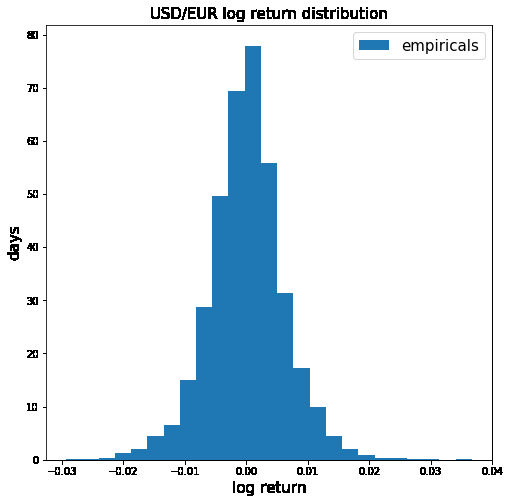 USD/EUR log return distribution
empiricals
80
70
60
50
40
30
20
10
0
days
−0.03 −0.02 −0.01 0.00 0.01 0.02 0.03 0.04
log return